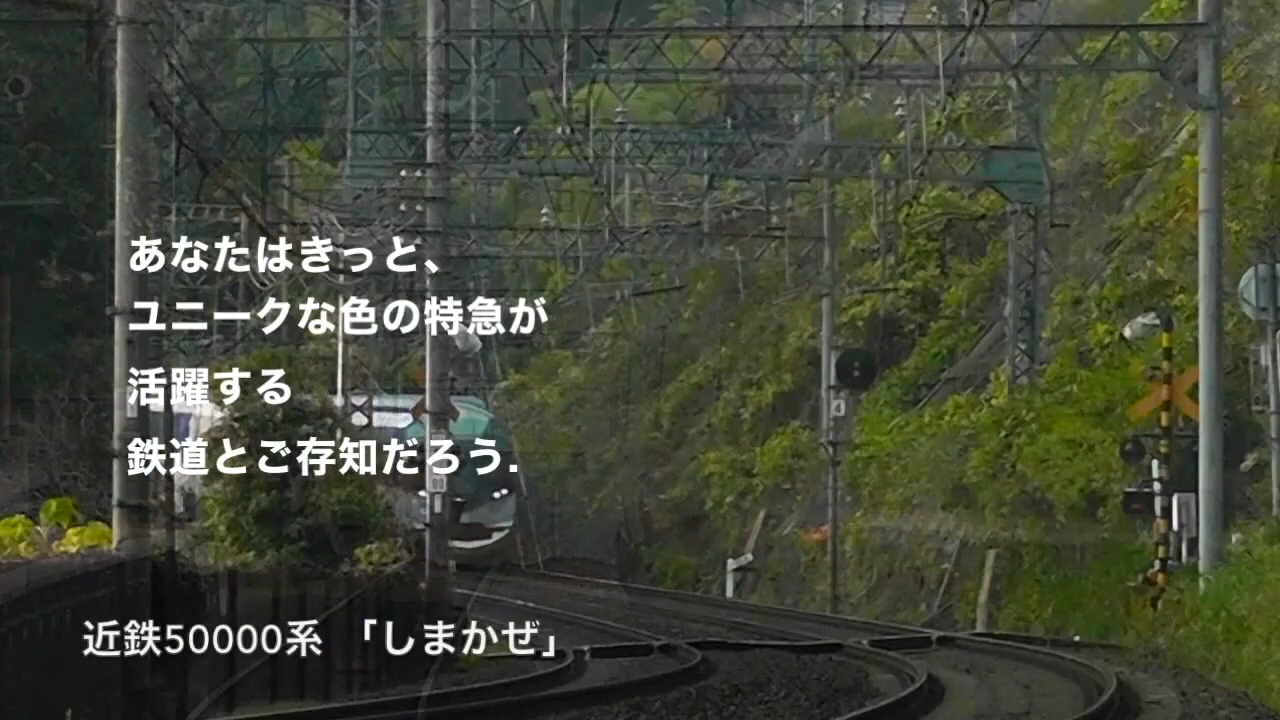 あなたはきっと、
ユニークな色の特急が
活躍する
鉄道とご存知だろう.
4
近鉄50000系 「しまかぜ」